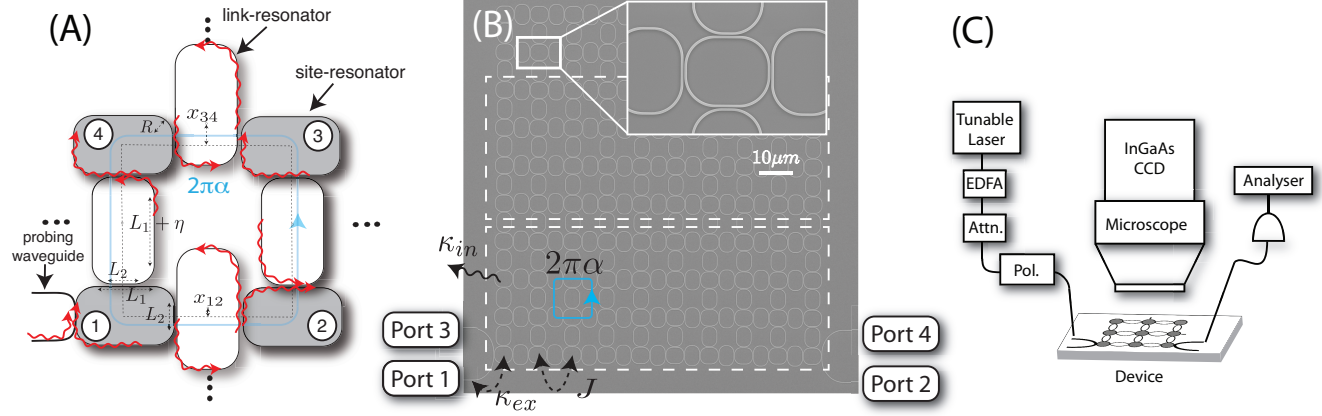 (A)
link-resonator
site-resonator
x₃₄
R
4
3
2πα
L₁ + η
probing
waveguide
L₂
L₁
L₂
x₁₂
1
2
(B)
10μm
2πα
κᵢₙ
Port 3
Port 1
κₑₓ
J
Port 4
Port 2
(C)
Tunable
Laser
EDFA
Attn.
Pol.
InGaAs
CCD
Microscope
Analyser
Device